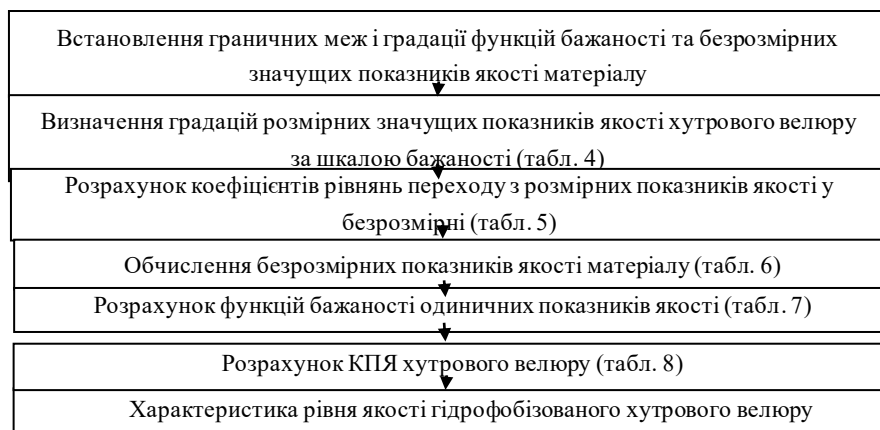 Встановлення граничних меж і градації функцій бажаності та безрозмірних
значущих показників якості матеріалу
Визначення градацій розмірних значущих показників якості хутрового велюру
за шкалою бажаності (табл. 4)
Розрахунок коефіцієнтів рівнянь переходу з розмірних показників якості у
безрозмірні (табл. 5)
Обчислення безрозмірних показників якості матеріалу (табл. 6)
Розрахунок функцій бажаності одиничних показників якості (табл. 7)
Розрахунок КПЯ хутрового велюру (табл. 8)
Характеристика рівня якості гідрофобізованого хутрового велюру